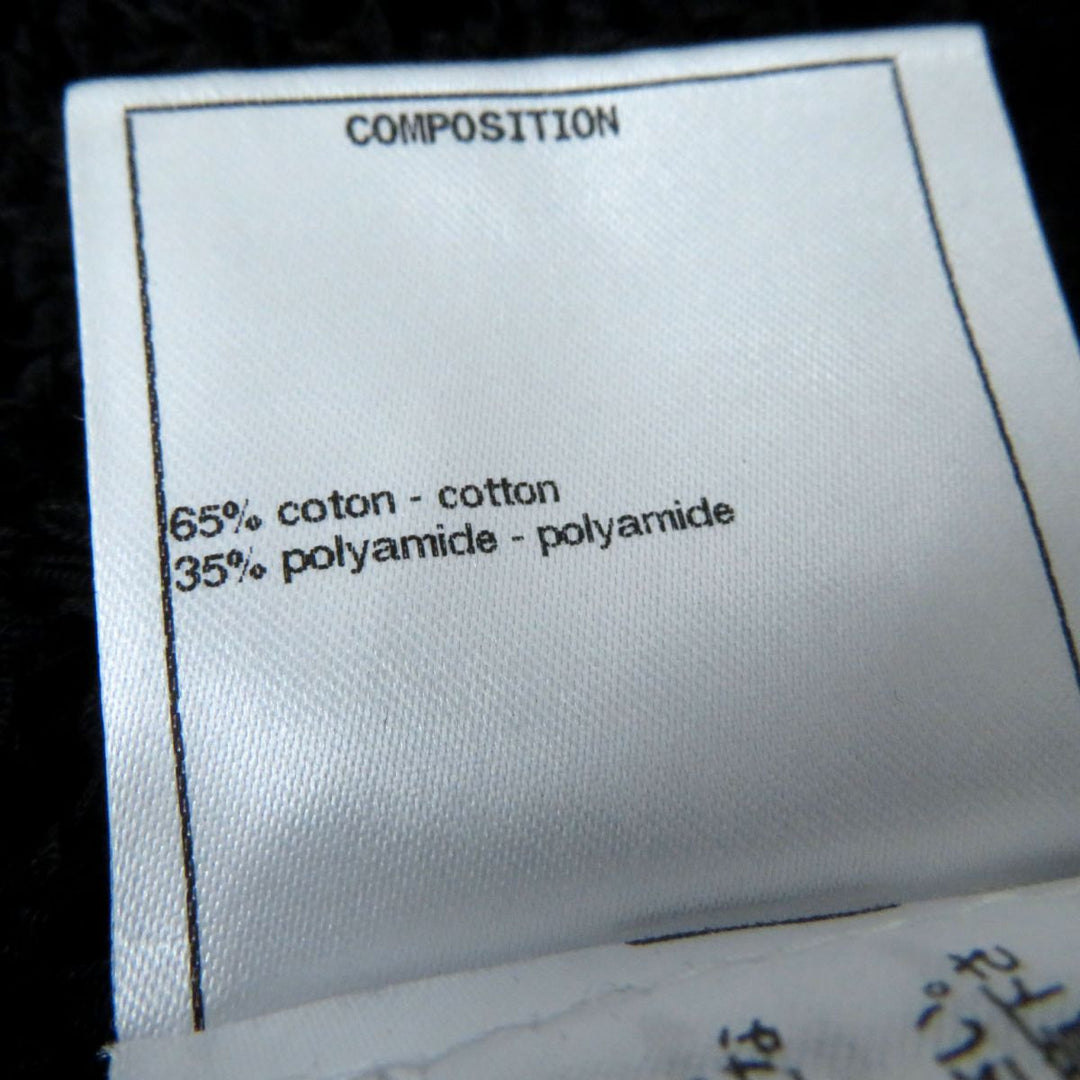 COMPOSITION
65% coton - cotton
35% polyamide - polyamide